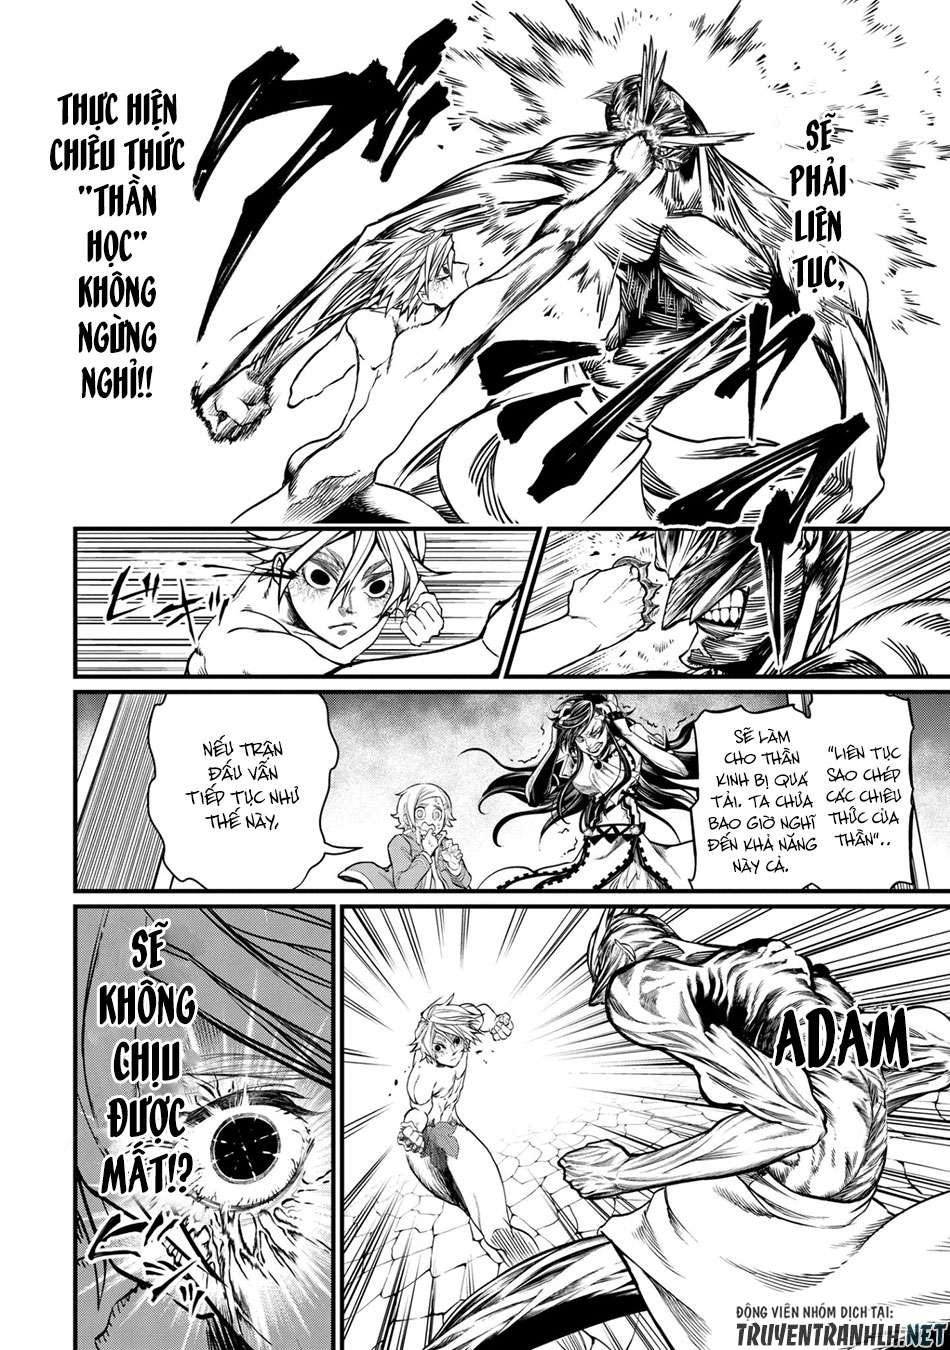 SẼ
PHẢI
LIÊN
TỤC,
THỰC HIỆN
CHIÊU THỨC
"THẦN
HỌC"
KHÔNG
NGỪNG
NGHỈ!!
"LIÊN TỤC
SAO CHÉP
CÁC CHIÊU
THỨC CỦA
THẦN"..
SẼ LÀM
CHO THẦN
KINH BỊ QUÁ
TẢI. TA CHƯA
BAO GIỜ NGHĨ
ĐẾN KHẢ NĂNG
NÀY CẢ.
NẾU TRẬN
ĐẤU VẪN
TIẾP TỤC NHƯ
THẾ NÀY,
ADAM
SẼ
KHÔNG
CHỊU
ĐƯỢC
MẤT!?
ĐỘNG VIÊN NHÓM DỊCH TẠI:
TRUYENTRANHLH.NET